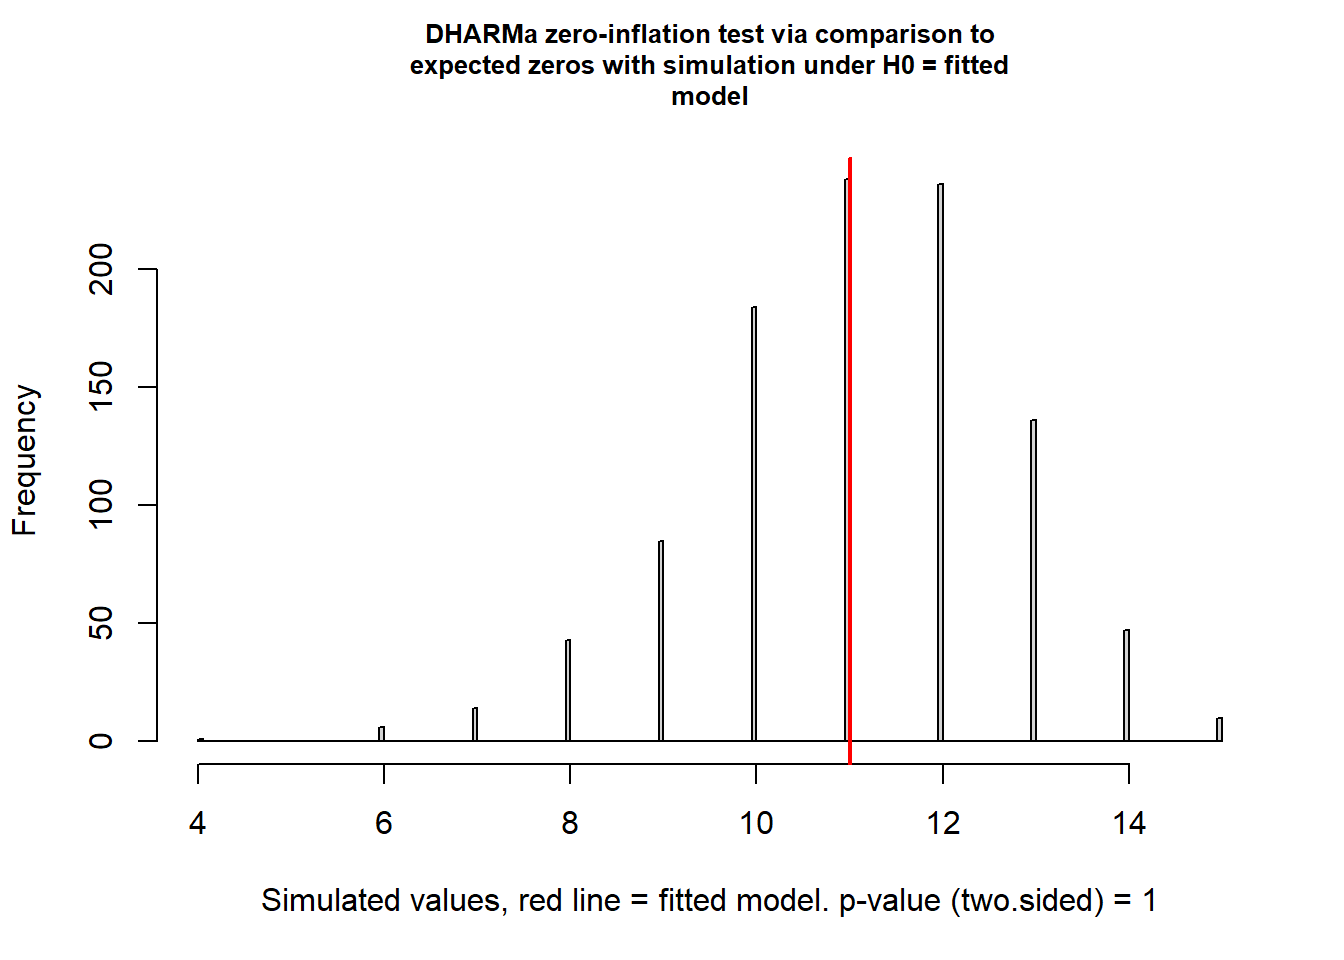 DHARMa zero-inflation test via comparison to
expected zeros with simulation under H0 = fitted
model
Frequency
200
150
100
50
0
4 6 8 10 12 14
Simulated values, red line = fitted model. p-value (two.sided) = 1